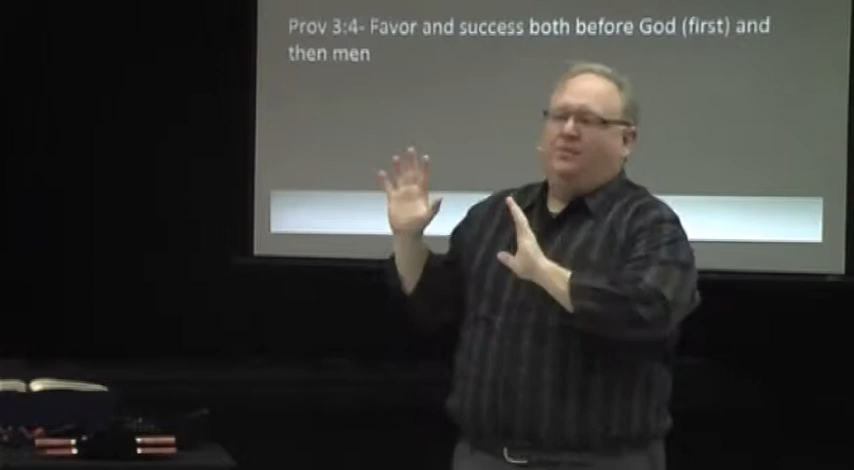 Prov 3:4- Favor and success both before God (first) and
then men